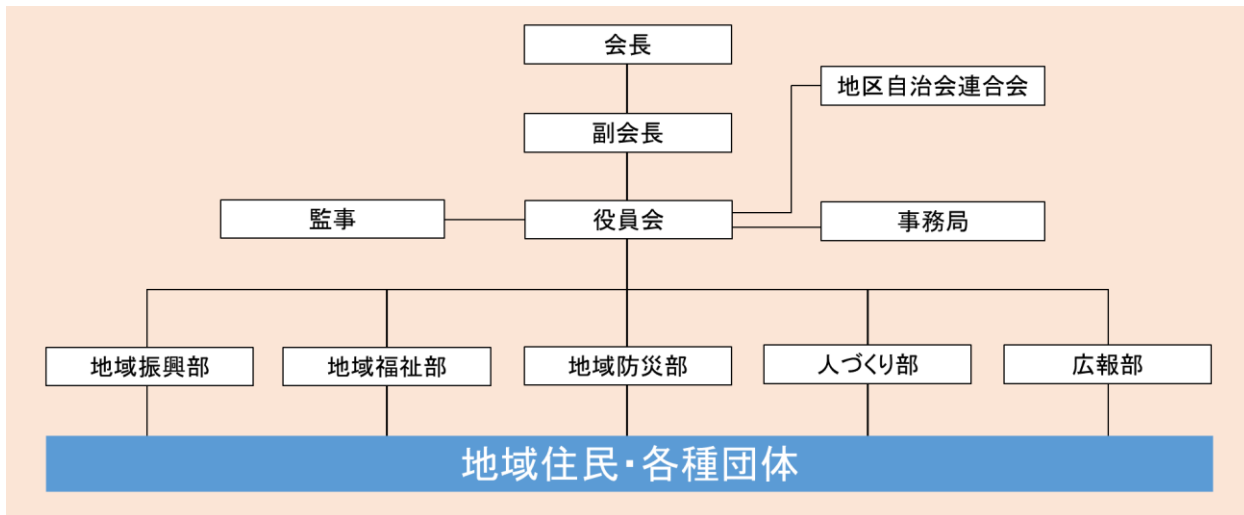 会長
地区自治会連合会
副会長
監事
役員会
事務局
地域振興部
地域福祉部
地域防災部
人づくり部
広報部
地域住民・各種団体